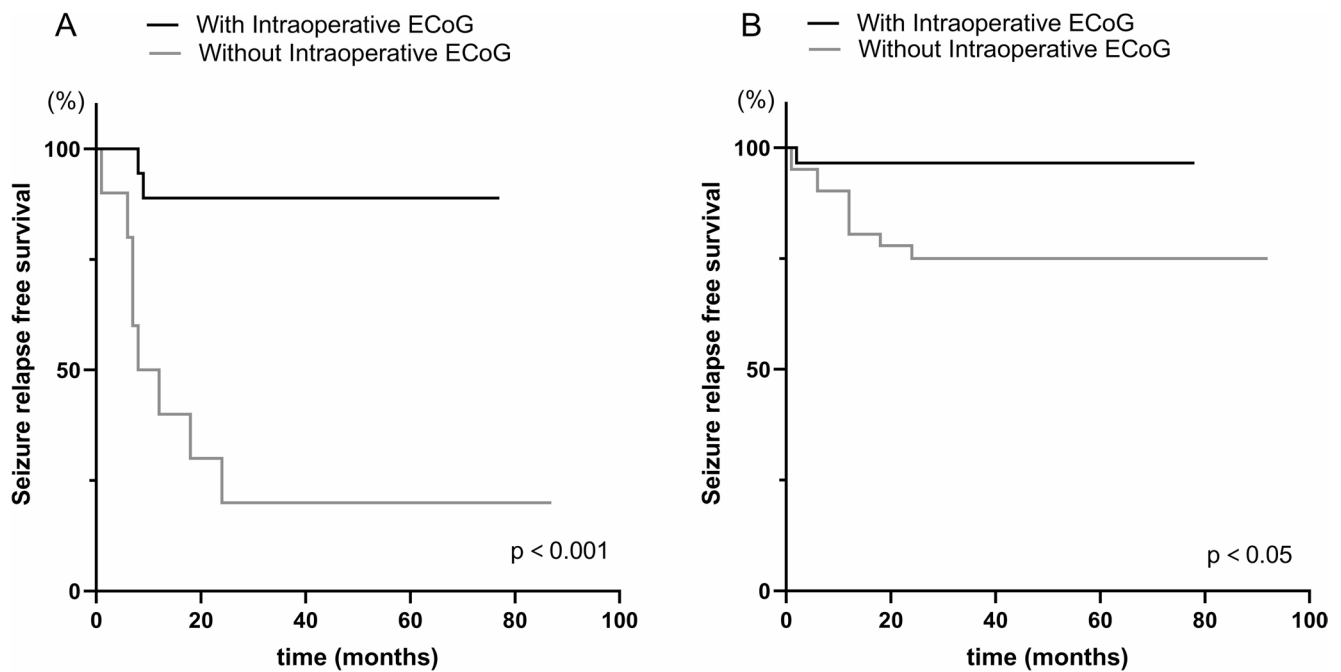 A
With Intraoperative ECoG
Without Intraoperative ECoG
(%)
100
50
0
Seizure relapse free survival
p < 0.001
0 20 40 60 80 100
time (months)
B
With Intraoperative ECoG
Without Intraoperative ECoG
(%)
100
50
0
Seizure relapse free survival
p < 0.05
0 20 40 60 80 100
time (months)